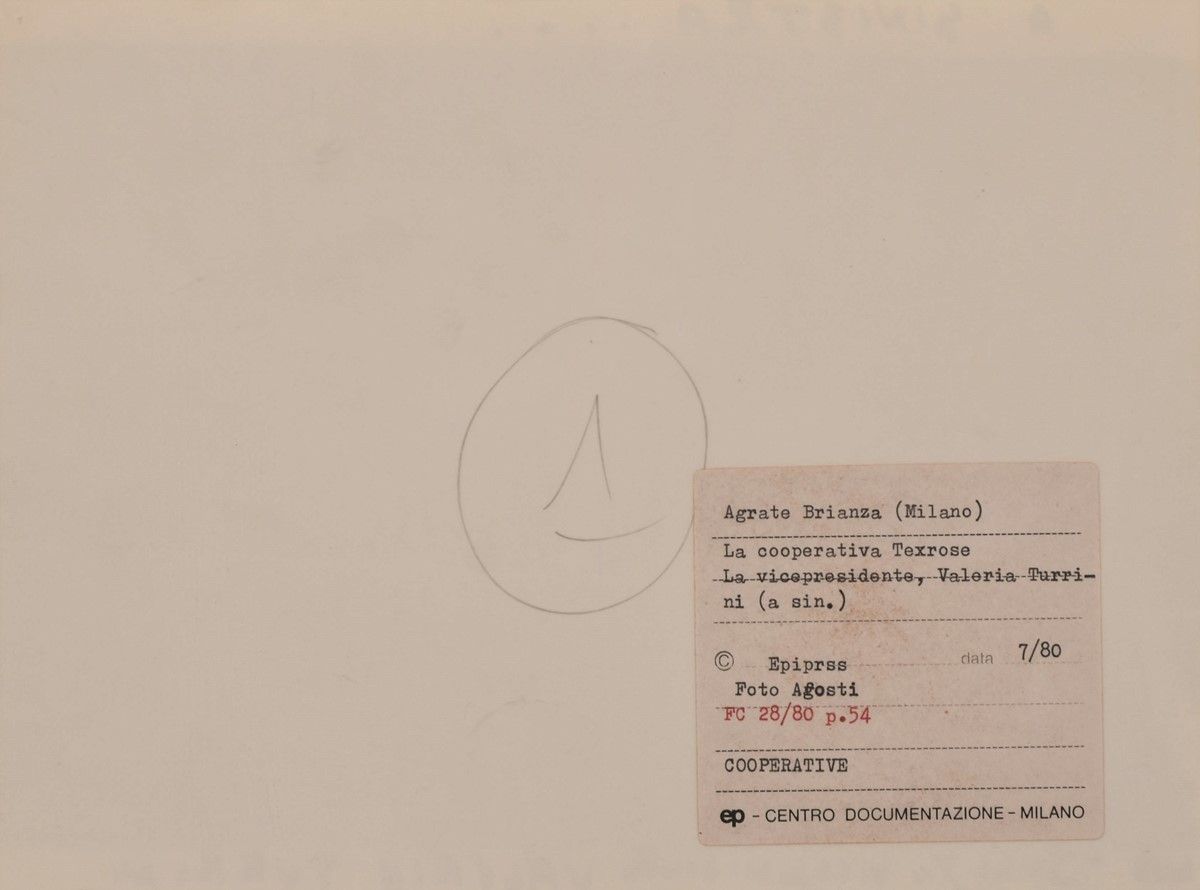 A SINISTRA
1
Agrate Brianza (Milano)
La cooperativa Texrose
La vicepresidente, Valeria Turri-
ni (a sin.)
© Epiprss data 7/80
Foto Agosti
FC 28/80 p.54
COOPERATIVE
ep - CENTRO DOCUMENTAZIONE - MILANO